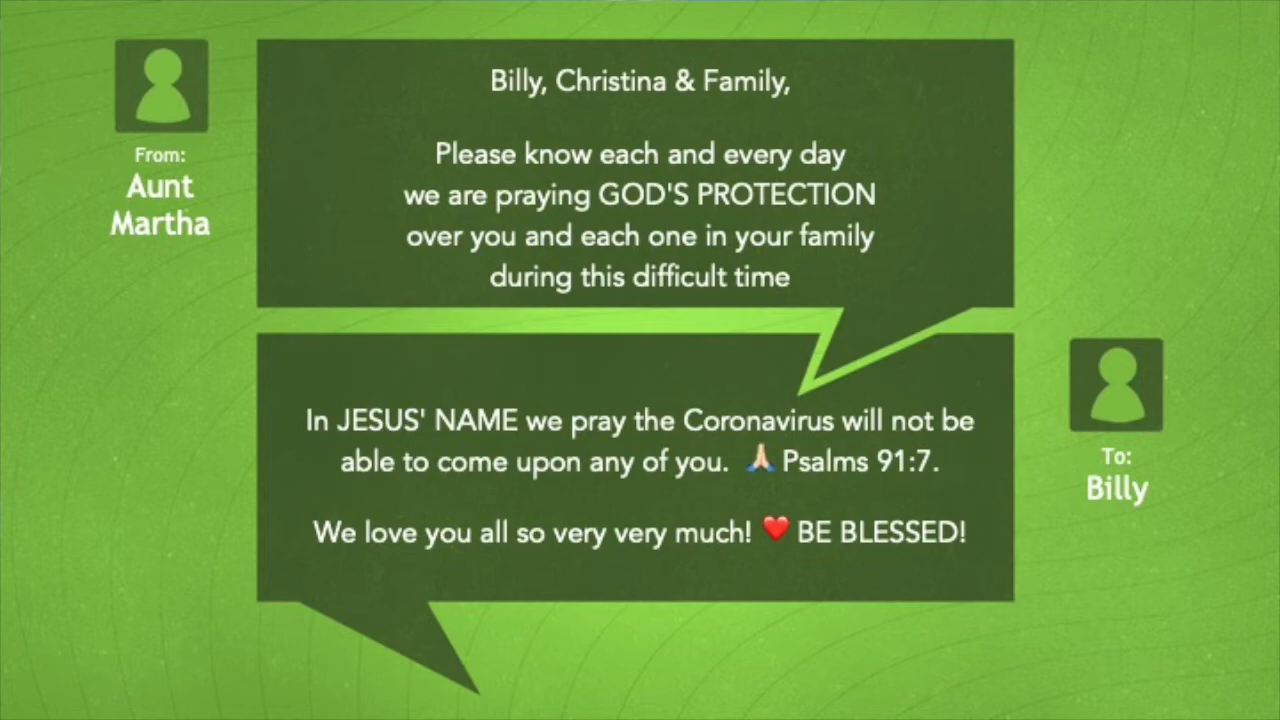 From:
Aunt
Martha
Billy, Christina & Family,
Please know each and every day
we are praying GOD'S PROTECTION
over you and each one in your family
during this difficult time
In JESUS' NAME we pray the Coronavirus will not be
able to come upon any of you. 🙏🏻 Psalms 91:7.
We love you all so very very much! ❤️ BE BLESSED!
To:
Billy